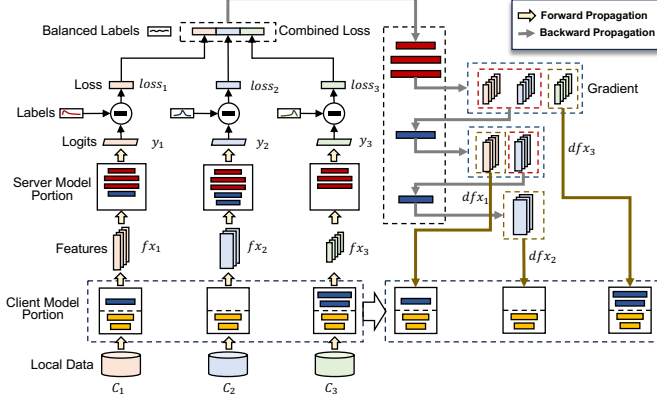 Forward Propagation
Backward Propagation
Balanced Labels
Combined Loss
Loss
loss₁
loss₂
loss₃
Gradient
Labels
Logits
y₁
y₂
y₃
dfx₃
Server Model
Portion
dfx₁
Features
fx₁
fx₂
fx₃
dfx₂
Client Model
Portion
Local Data
C₁
C₂
C₃